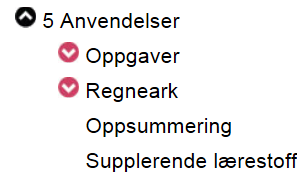 5 Anvendelser
Oppgaver
Regneark
Oppsummering
Supplerende lærestoff